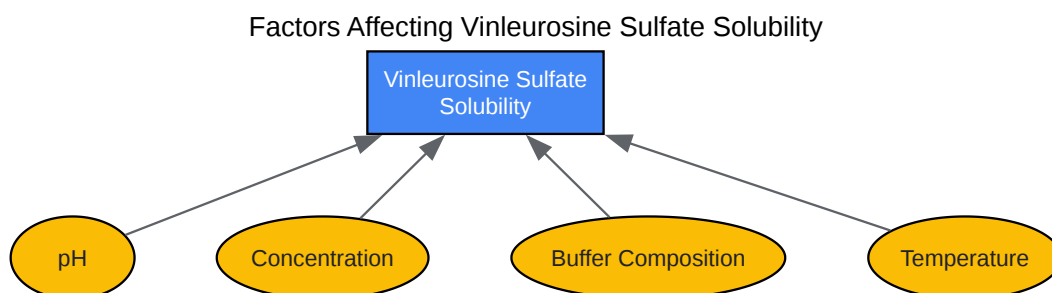 Factors Affecting Vinleurosine Sulfate Solubility
Vinleurosine Sulfate
Solubility
pH
Concentration
Buffer Composition
Temperature